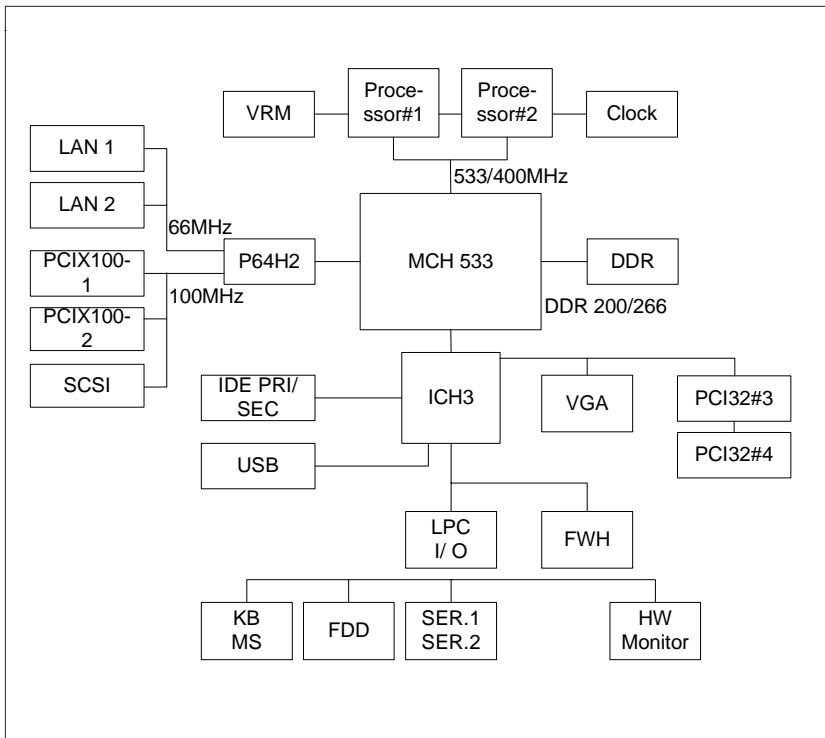 Proce-
ssor#1
Proce-
ssor#2
VRM
Clock
LAN 1
533/400MHz
LAN 2
66MHz
PCIX100-
1
P64H2
MCH 533
DDR
100MHz
PCIX100-
2
DDR 200/266
SCSI
IDE PRI/
SEC
ICH3
VGA
PCI32#3
USB
PCI32#4
LPC
I/ O
FWH
KB
MS
FDD
SER.1
SER.2
HW
Monitor